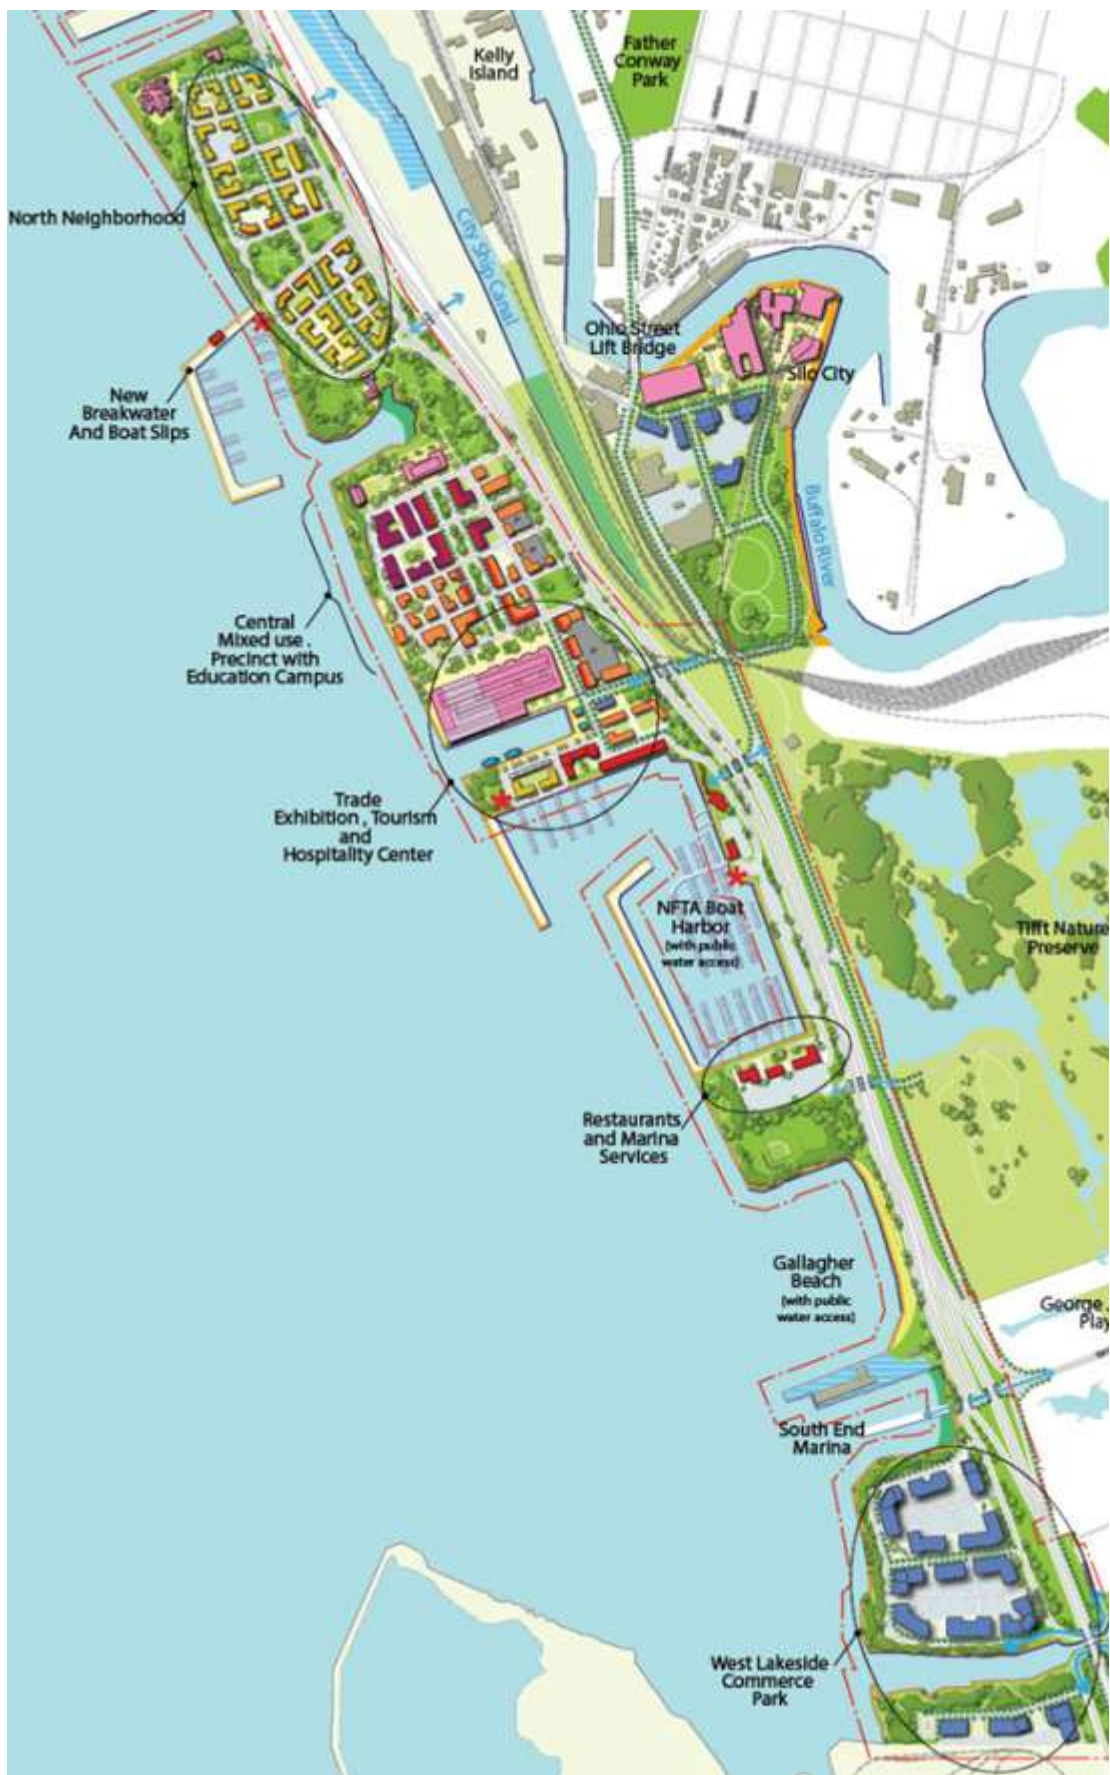 Kelly
Island
Father
Conway
Park
North Neighborhood
City Ship Canal
Ohio Street
Lift Bridge
Silo City
New
Breakwater
And Boat Slips
Buffalo River
Central
Mixed use .
Precinct with
Education Campus
Trade
Exhibition , Tourism
and
Hospitality Center
NFTA Boat
Harbor
(with public
water access)
Tifft Nature
Preserve
Restaurants
and Marina
Services
Gallagher
Beach
(with public
water access)
George
Play
South End
Marina
West Lakeside
Commerce
Park